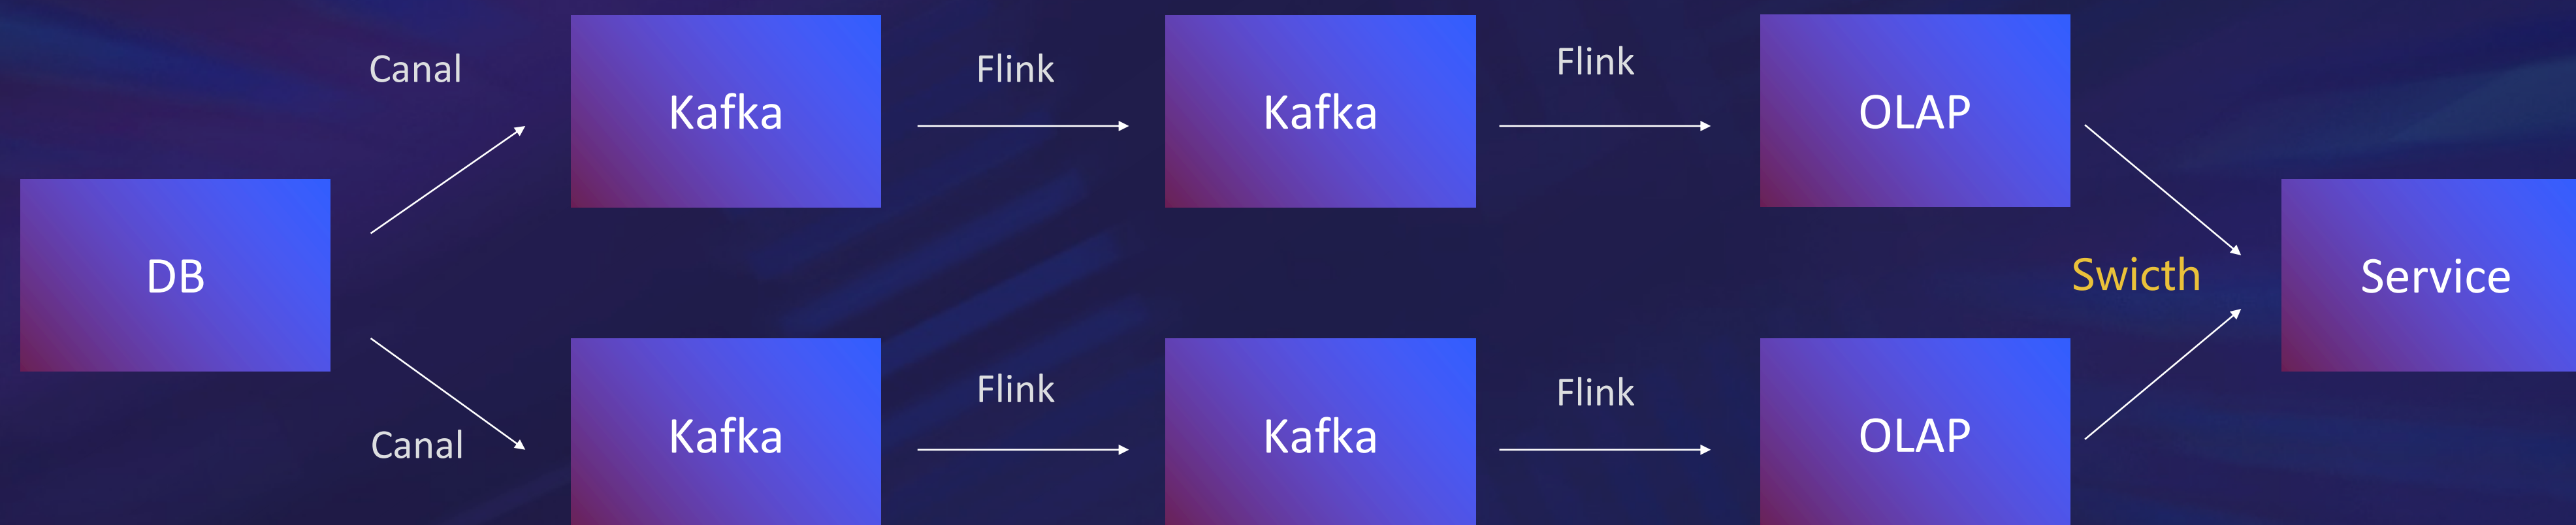 Canal
Kafka
Flink
Kafka
Flink
OLAP
DB
Swicth
Service
Canal
Kafka
Flink
Kafka
Flink
OLAP